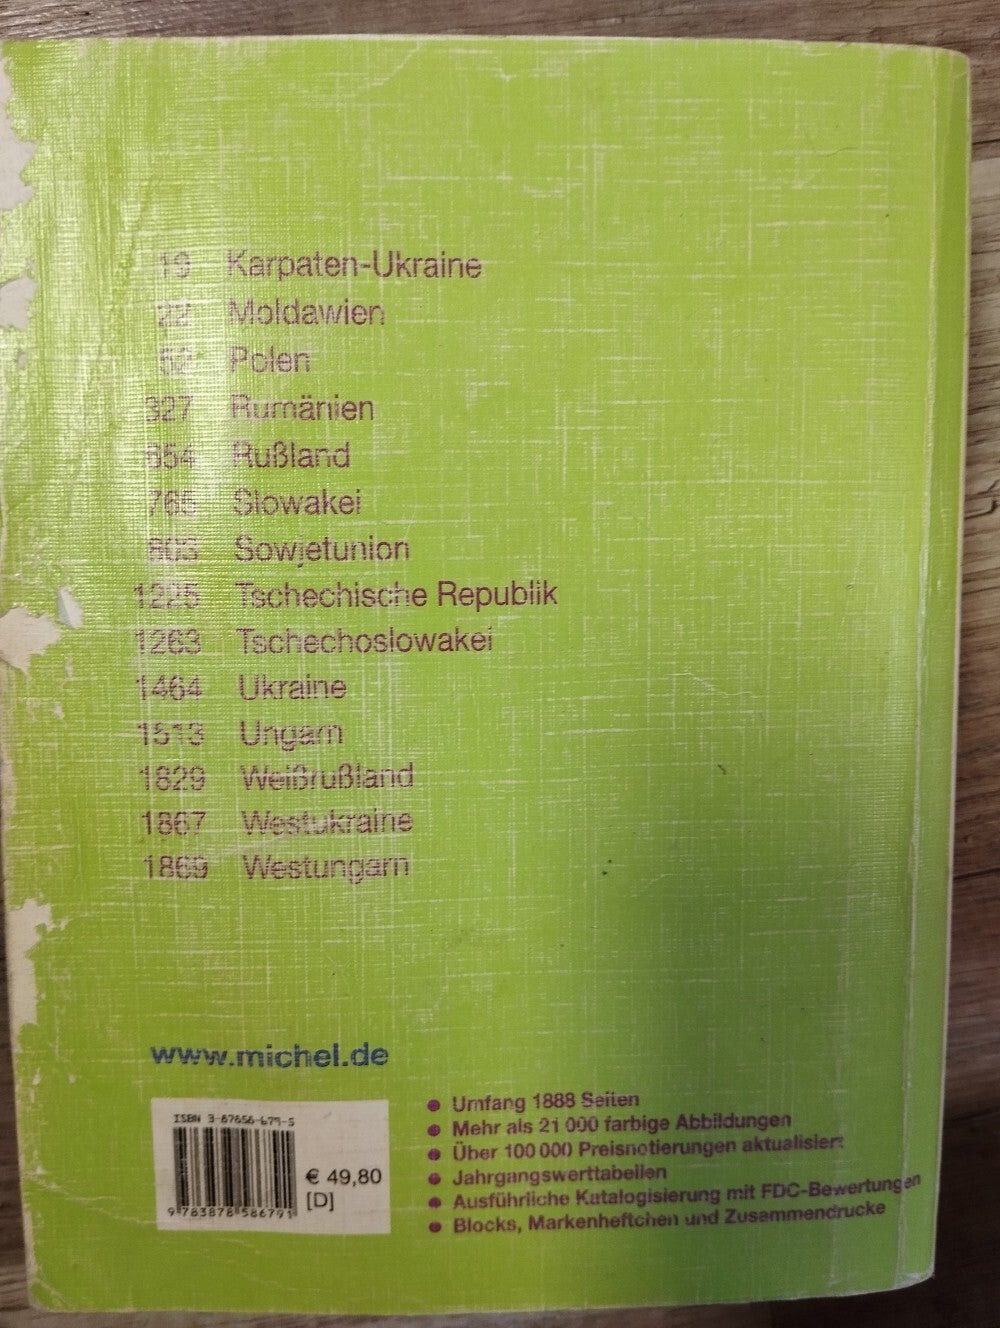 19 Karpaten-Ukraine
22 Moldawien
52 Polen
327 Rumänien
654 Rußland
765 Slowakei
803 Sowjetunion
1225 Tschechische Republik
1263 Tschechoslowakei
1464 Ukraine
1513 Ungarn
1829 Weißrußland
1867 Westukraine
1869 Westungarn
www.michel.de
ISBN 3-87858-679-5
€ 49,80
[D]
9 783878 586791
● Umfang 1888 Seiten
● Mehr als 21 000 farbige Abbildungen
● Über 100 000 Preisnotierungen aktualisiert
● Jahrgangswerttabellen
● Ausführliche Katalogisierung mit FDC-Bewertungen
● Blocks, Markenheftchen und Zusammendrucke